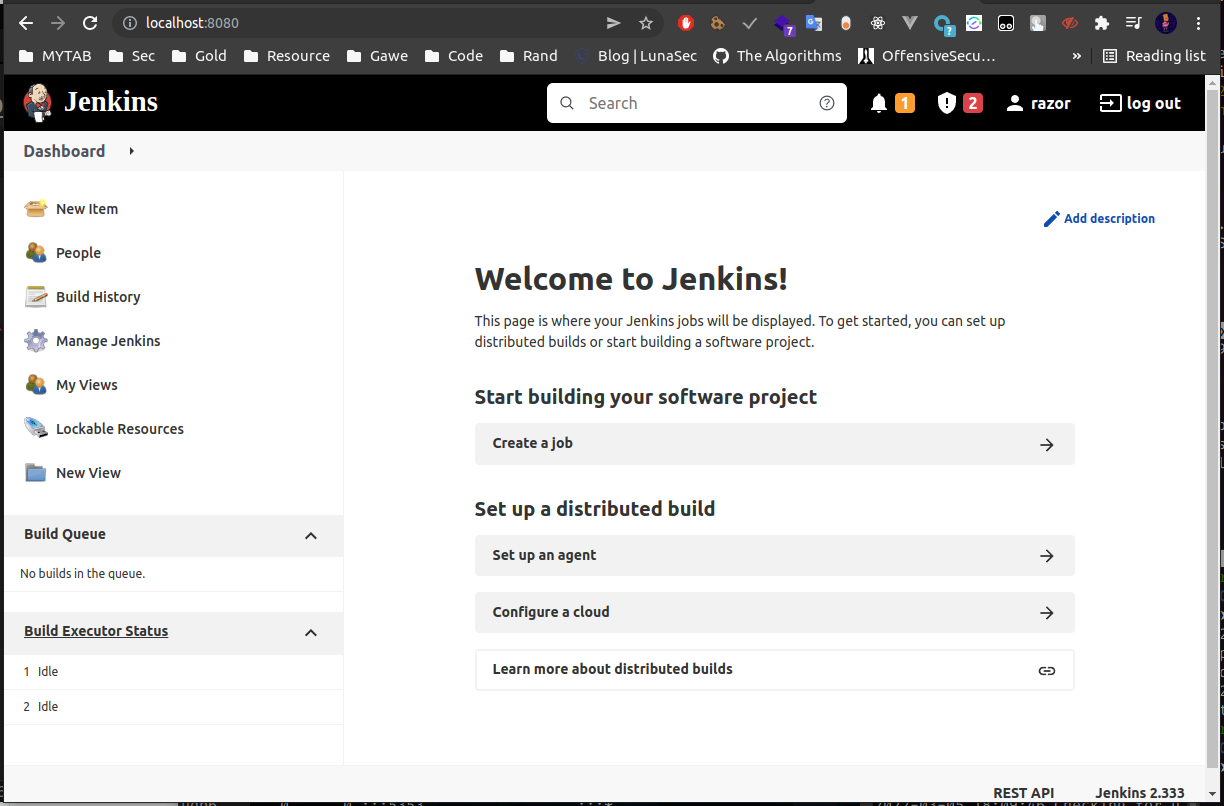 localhost:8080
7
?
MYTAB Sec Gold Resource Gawe Code Rand Blog | LunaSec The Algorithms OffensiveSecu... » Reading list
Jenkins
Search
1
2
razor
log out
Dashboard
New Item
People
Build History
Manage Jenkins
My Views
Lockable Resources
New View
Build Queue
No builds in the queue.
Build Executor Status
1 Idle
2 Idle
Add description
Welcome to Jenkins!
This page is where your Jenkins jobs will be displayed. To get started, you can set up
distributed builds or start building a software project.
Start building your software project
Create a job
Set up a distributed build
Set up an agent
Configure a cloud
Learn more about distributed builds
REST API Jenkins 2.333